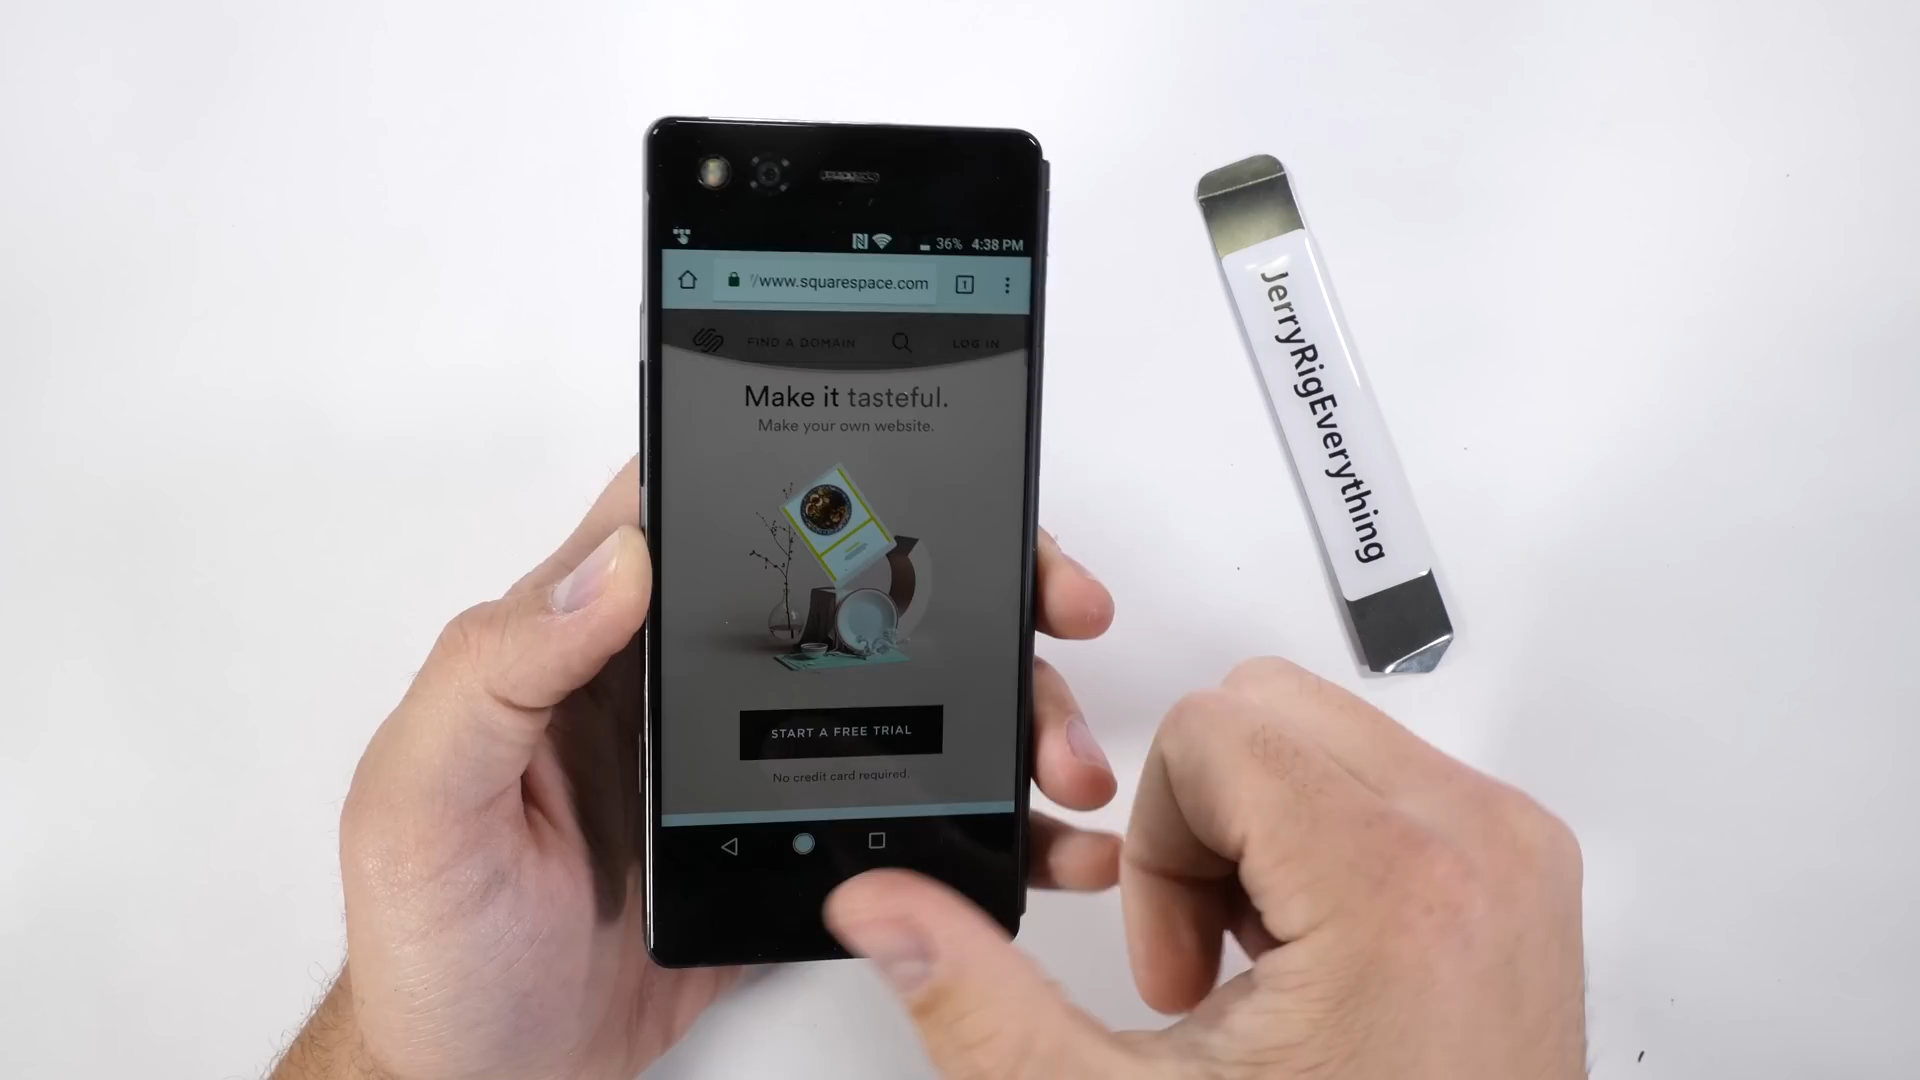 36% 4:38 PM
//www.squarespace.com 1
FIND A DOMAIN LOG IN
Make it tasteful.
Make your own website.
START A FREE TRIAL
No credit card required.
JerryRigEverything